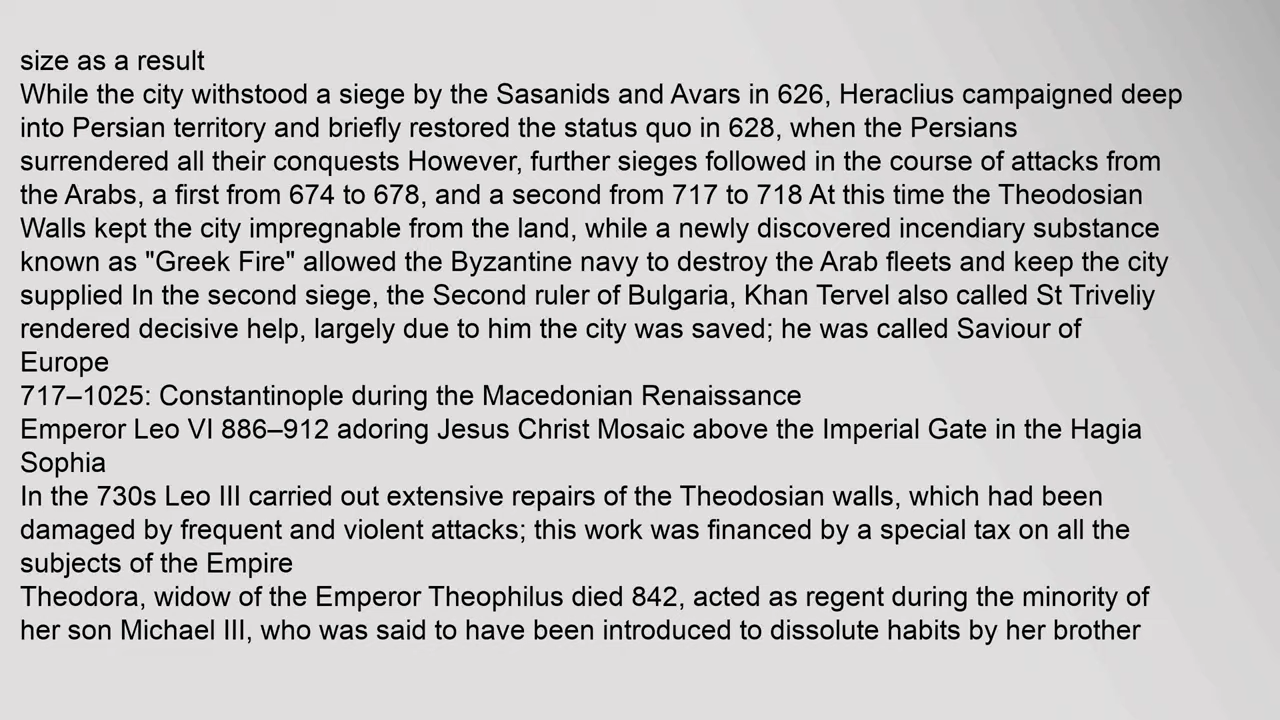 size as a result
While the city withstood a siege by the Sasanids and Avars in 626, Heraclius campaigned deep
into Persian territory and briefly restored the status quo in 628, when the Persians
surrendered all their conquests However, further sieges followed in the course of attacks from
the Arabs, a first from 674 to 678, and a second from 717 to 718 At this time the Theodosian
Walls kept the city impregnable from the land, while a newly discovered incendiary substance
known as "Greek Fire" allowed the Byzantine navy to destroy the Arab fleets and keep the city
supplied In the second siege, the Second ruler of Bulgaria, Khan Tervel also called St Triveliy
rendered decisive help, largely due to him the city was saved; he was called Saviour of
Europe
717–1025: Constantinople during the Macedonian Renaissance
Emperor Leo VI 886–912 adoring Jesus Christ Mosaic above the Imperial Gate in the Hagia
Sophia
In the 730s Leo III carried out extensive repairs of the Theodosian walls, which had been
damaged by frequent and violent attacks; this work was financed by a special tax on all the
subjects of the Empire
Theodora, widow of the Emperor Theophilus died 842, acted as regent during the minority of
her son Michael III, who was said to have been introduced to dissolute habits by her brother